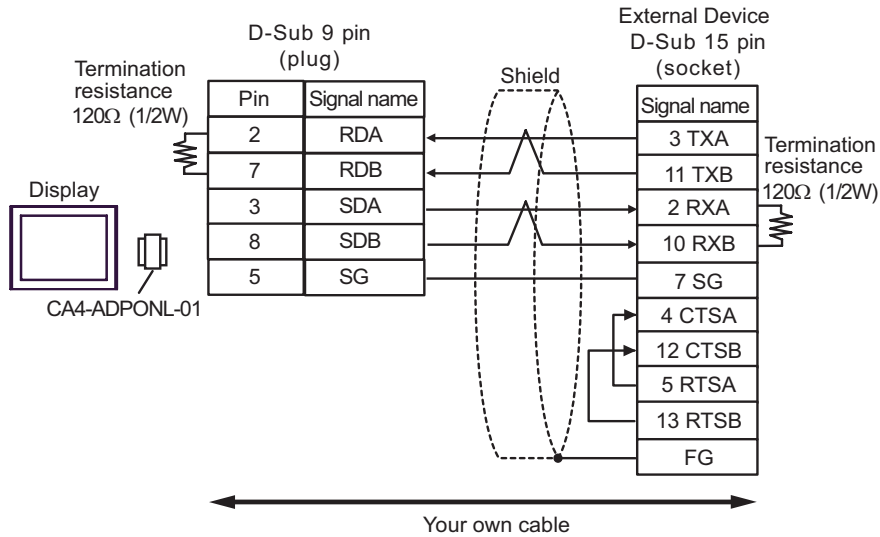 External Device
D-Sub 15 pin
(socket)
D-Sub 9 pin
(plug)
Shield
Termination
resistance
120Ω (1/2W)
Pin Signal name
Signal name
2 RDA
3 TXA
7 RDB
11 TXB
3 SDA
2 RXA
8 SDB
10 RXB
5 SG
7 SG
4 CTSA
12 CTSB
5 RTSA
13 RTSB
FG
Termination
resistance
120Ω (1/2W)
Display
CA4-ADPONL-01
Your own cable